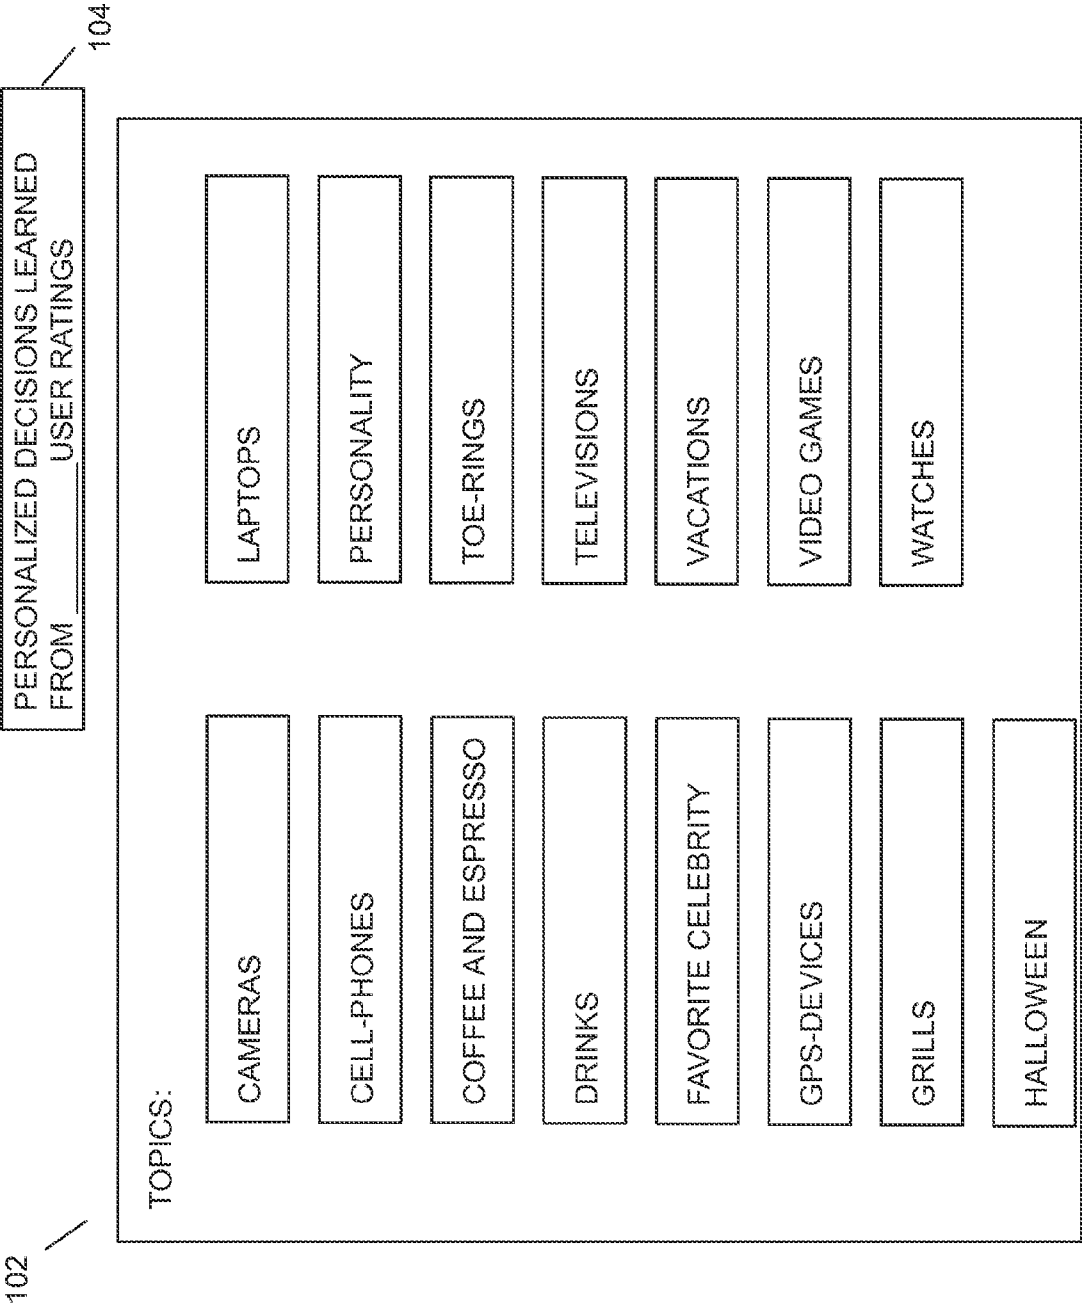 102
PERSONALIZED DECISIONS LEARNED
FROM ______ USER RATINGS
104
TOPICS:
CAMERAS
CELL-PHONES
COFFEE AND ESPRESSO
DRINKS
FAVORITE CELEBRITY
GPS-DEVICES
GRILLS
HALLOWEEN
LAPTOPS
PERSONALITY
TOE-RINGS
TELEVISIONS
VACATIONS
VIDEO GAMES
WATCHES